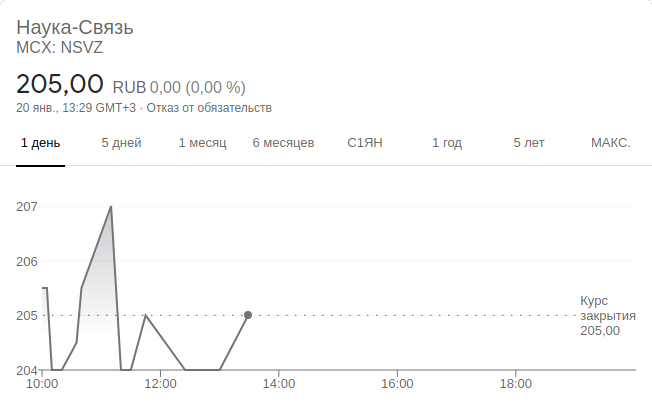 Наука-Связь
MCX: NSVZ
205,00 RUB 0,00 (0,00 %)
20 янв., 13:29 GMT+3 · Отказ от обязательств
1 день 5 дней 1 месяц 6 месяцев С1ЯН 1 год 5 лет МАКС.
207
206
205
204
Курс
закрытия
205,00
10:00 12:00 14:00 16:00 18:00